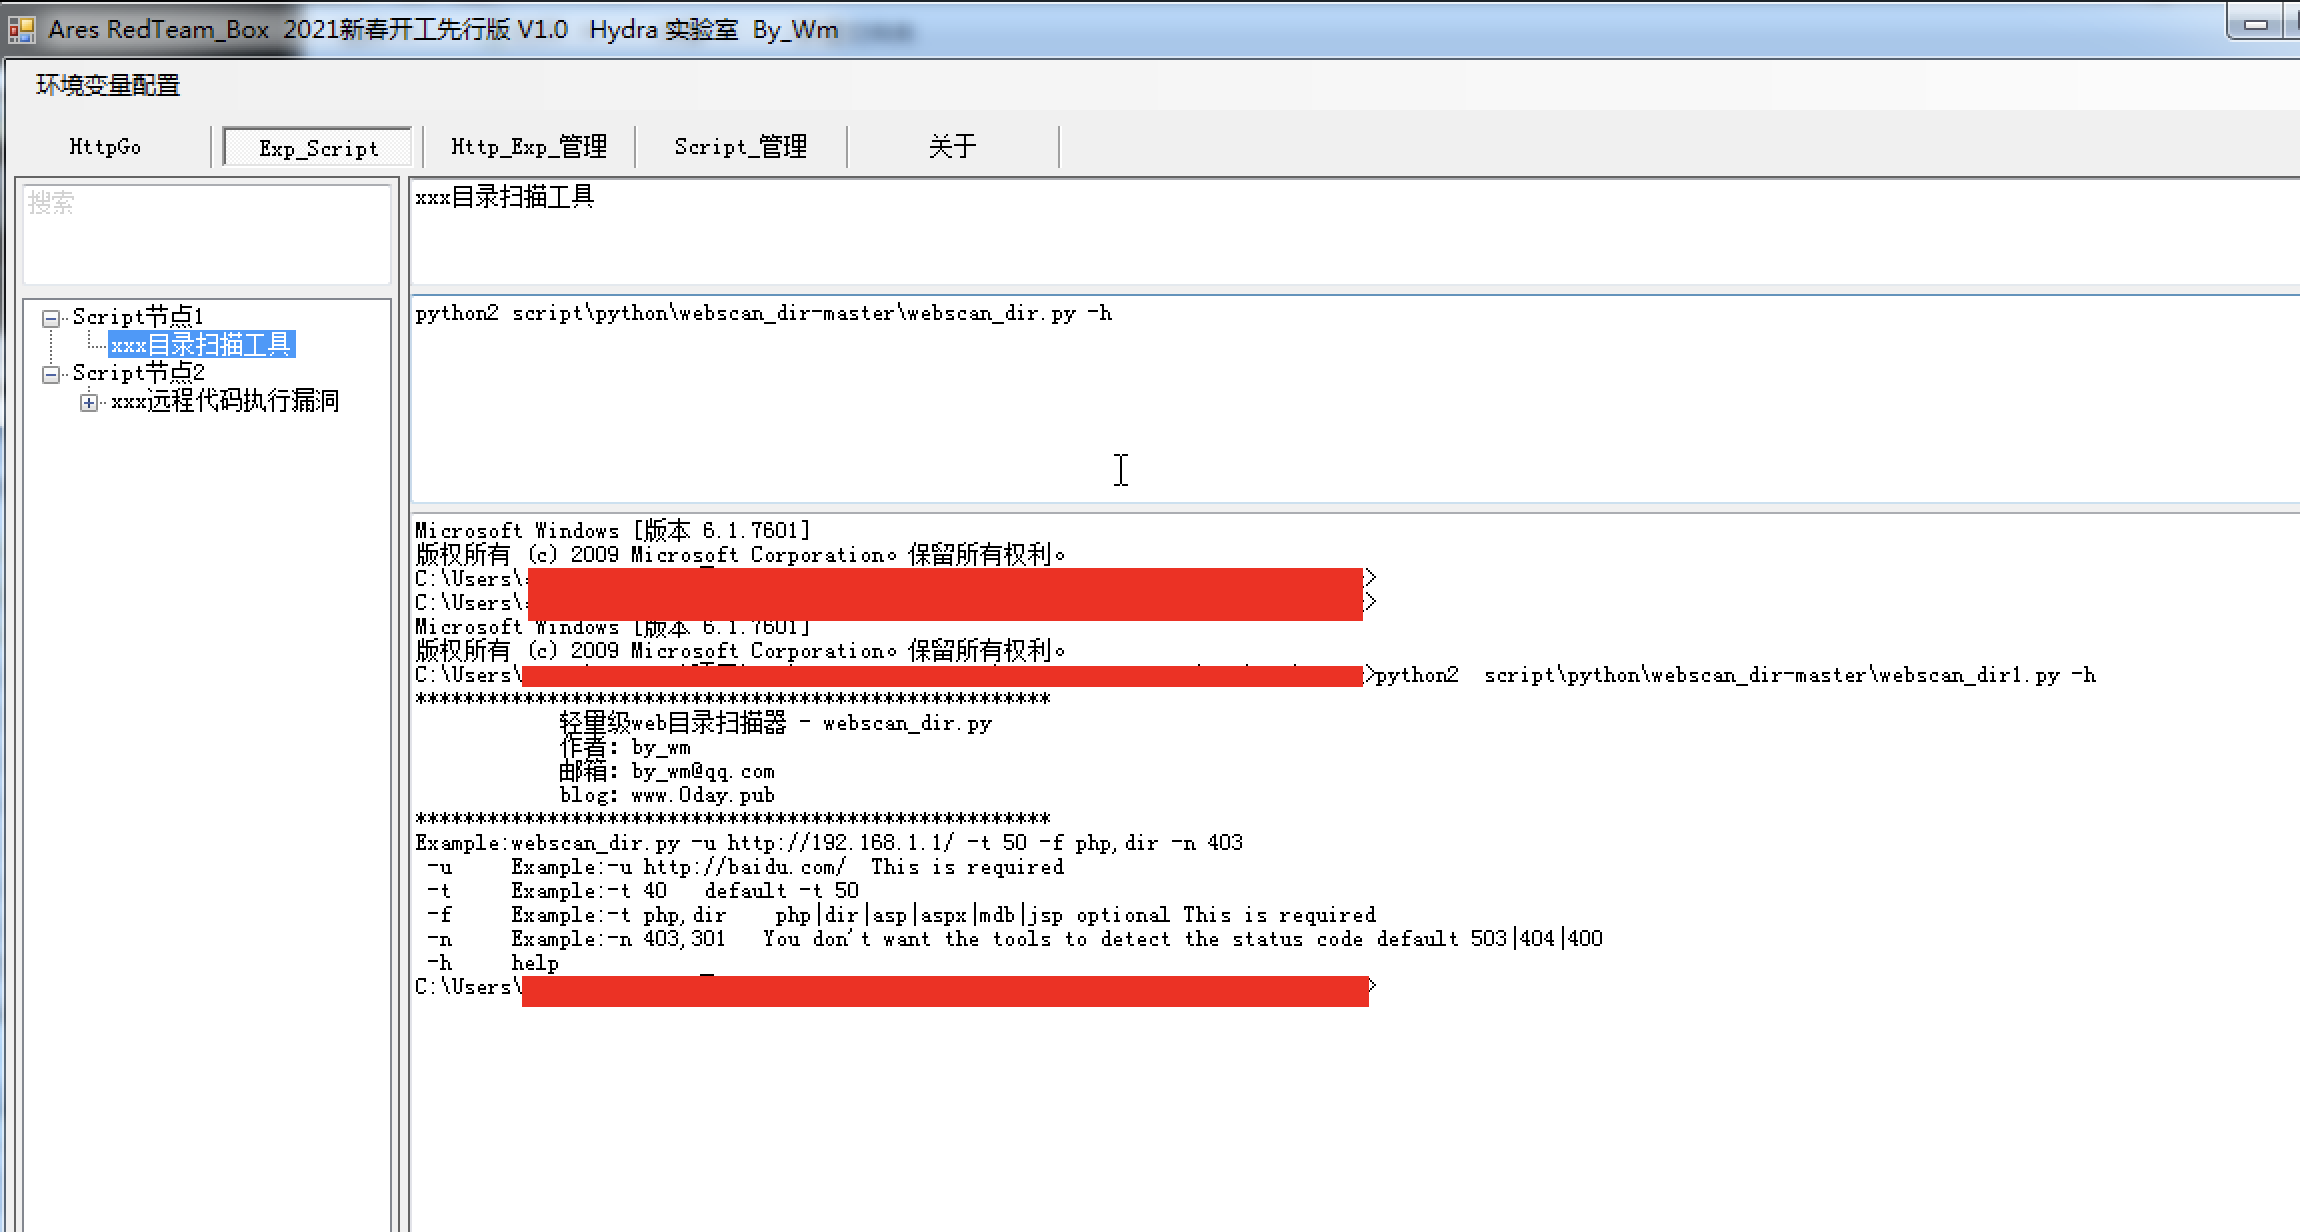 Ares RedTeam_Box 2021新春开工先行版 V1.0 Hydra 实验室 By_Wm
环境变量配置
HttpGo
Exp_Script
Http_Exp_管理
Script_管理
关于
搜索
Script节点1
xxx目录扫描工具
Script节点2
xxx远程代码执行漏洞
xxx目录扫描工具
python2 script\python\webscan_dir-master\webscan_dir.py -h
Microsoft Windows [版本 6.1.7601]
版权所有 (c) 2009 Microsoft Corporation。保留所有权利。
C:\Users\ >
C:\Users\ >
Microsoft Windows [版本 6.1.7601]
版权所有 (c) 2009 Microsoft Corporation。保留所有权利。
C:\Users\ >python2 script\python\webscan_dir-master\webscan_dir1.py -h
*****************************************************
轻量级web目录扫描器 - webscan_dir.py
作者: by_wm
邮箱: by_wm@qq.com
blog: www.0day.pub
*****************************************************
Example:webscan_dir.py -u http://192.168.1.1/ -t 50 -f php,dir -n 403
-u Example:-u http://baidu.com/ This is required
-t Example:-t 40 default -t 50
-f Example:-t php,dir php|dir|asp|aspx|mdb|jsp optional This is required
-n Example:-n 403,301 You don't want the tools to detect the status code default 503|404|400
-h help
C:\Users\ >